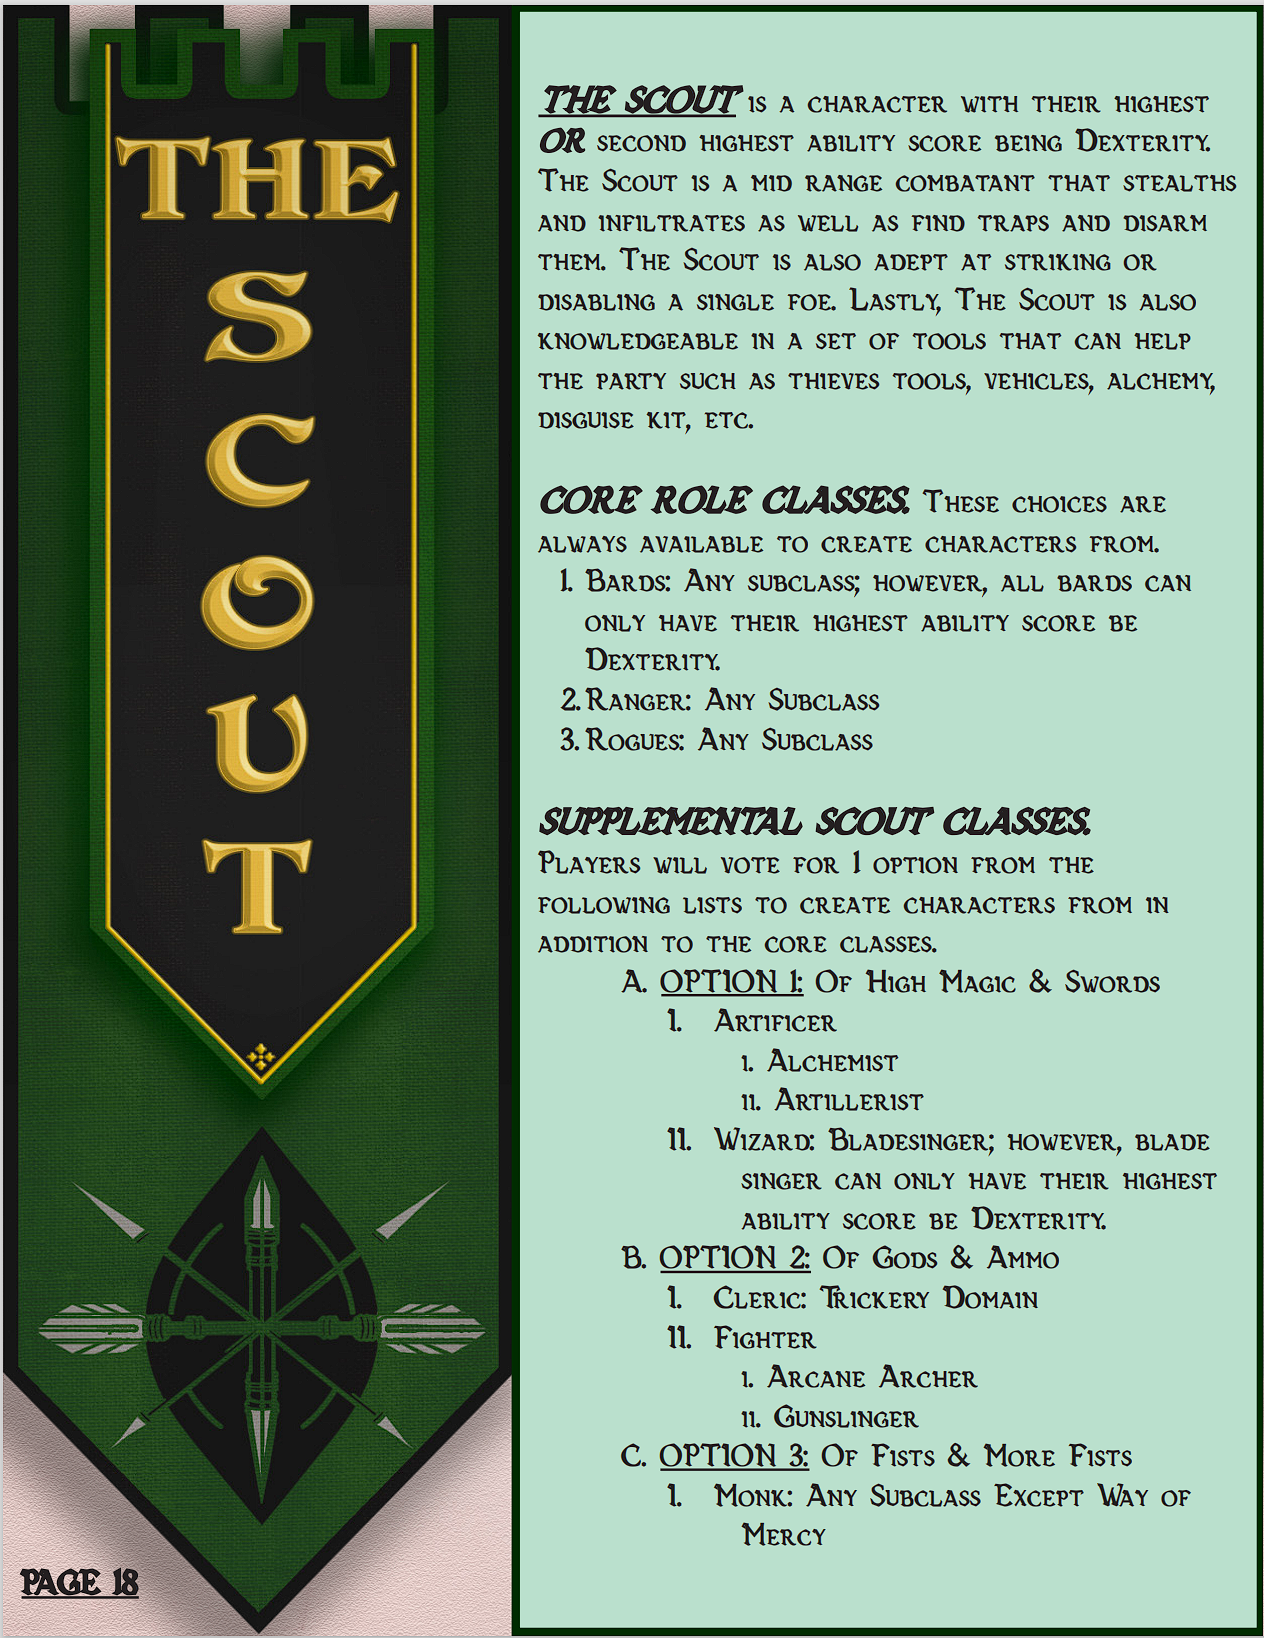 THE
S
C
O
U
T
PAGE 18
THE SCOUT is a character with their highest
OR second highest ability score being Dexterity.
The Scout is a mid range combatant that stealths
and infiltrates as well as find traps and disarm
them. The Scout is also adept at striking or
disabling a single foe. Lastly, The Scout is also
knowledgeable in a set of tools that can help
the party such as thieves tools, vehicles, alchemy,
disguise kit, etc.
CORE ROLE CLASSES. These choices are
always available to create characters from.
1. Bards: Any subclass; however, all bards can
only have their highest ability score be
Dexterity.
2. Ranger: Any Subclass
3. Rogues: Any Subclass
SUPPLEMENTAL SCOUT CLASSES.
Players will vote for 1 option from the
following lists to create characters from in
addition to the core classes.
A. OPTION 1: Of High Magic & Swords
I. Artificer
i. Alchemist
ii. Artillerist
II. Wizard: Bladesinger; however, blade
singer can only have their highest
ability score be Dexterity.
B. OPTION 2: Of Gods & Ammo
I. Cleric: Trickery Domain
II. Fighter
i. Arcane Archer
ii. Gunslinger
C. OPTION 3: Of Fists & More Fists
I. Monk: Any Subclass Except Way of
Mercy